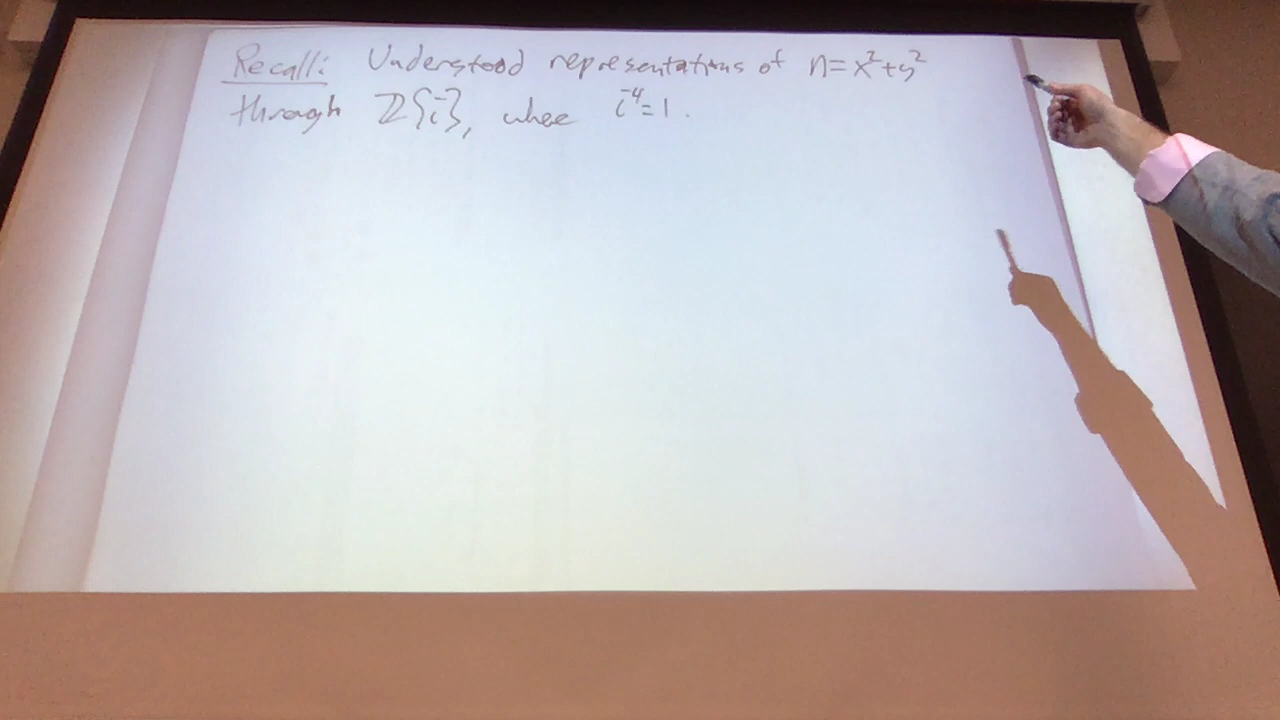 Recall: Understood representations of n=x²+y²
through ℤ[i], where i⁴=1.